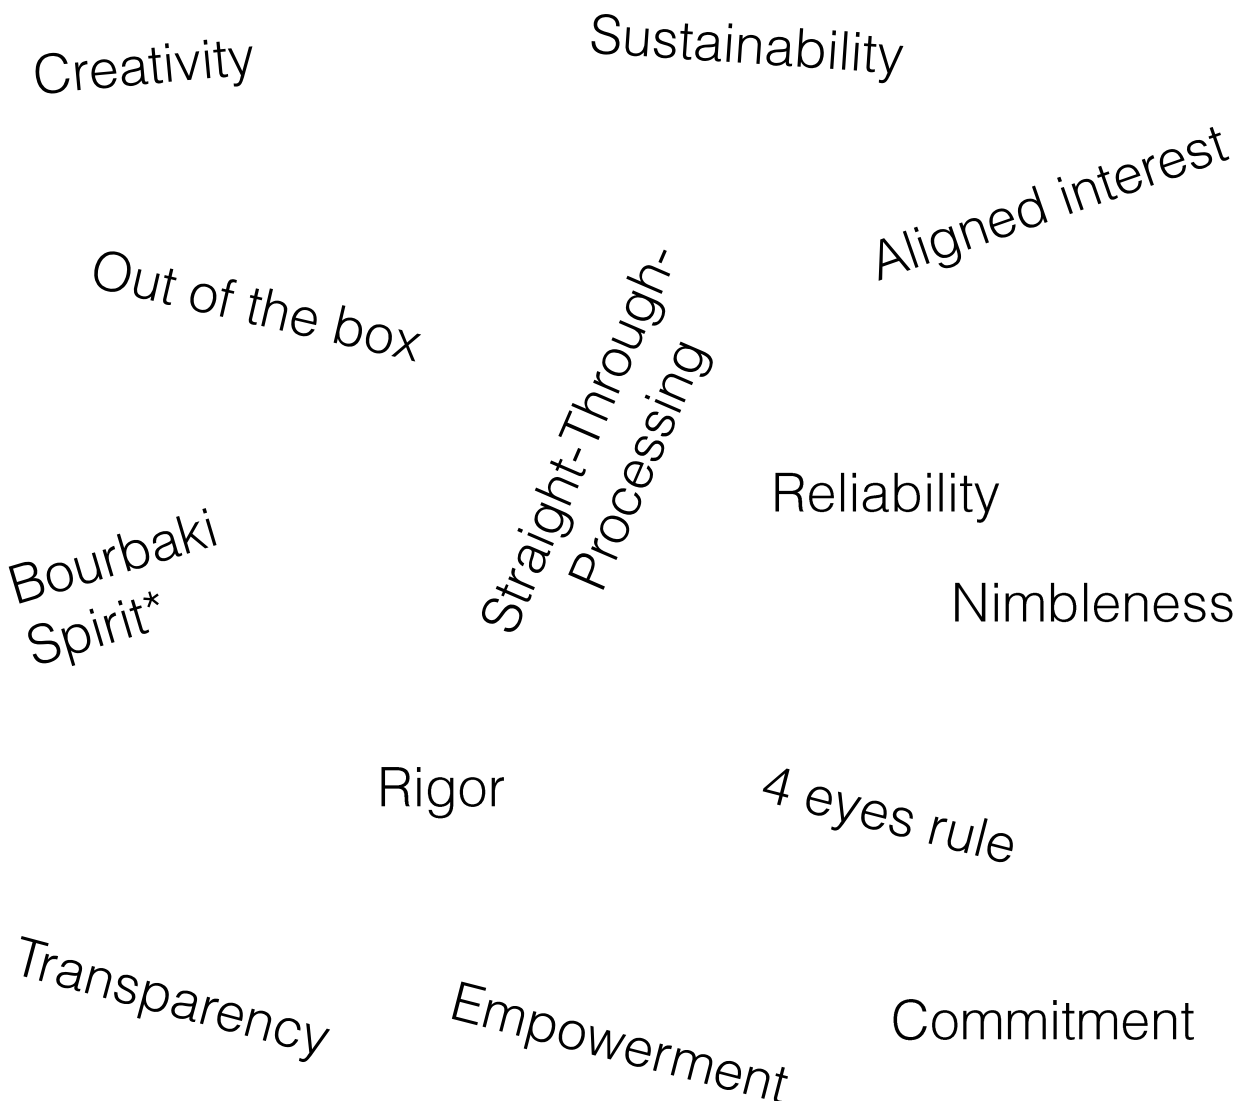 Creativity
Sustainability
Aligned interest
Out of the box
Straight-Through-
Processing
Reliability
Bourbaki
Spirit*
Nimbleness
Rigor
4 eyes rule
Transparency
Empowerment
Commitment